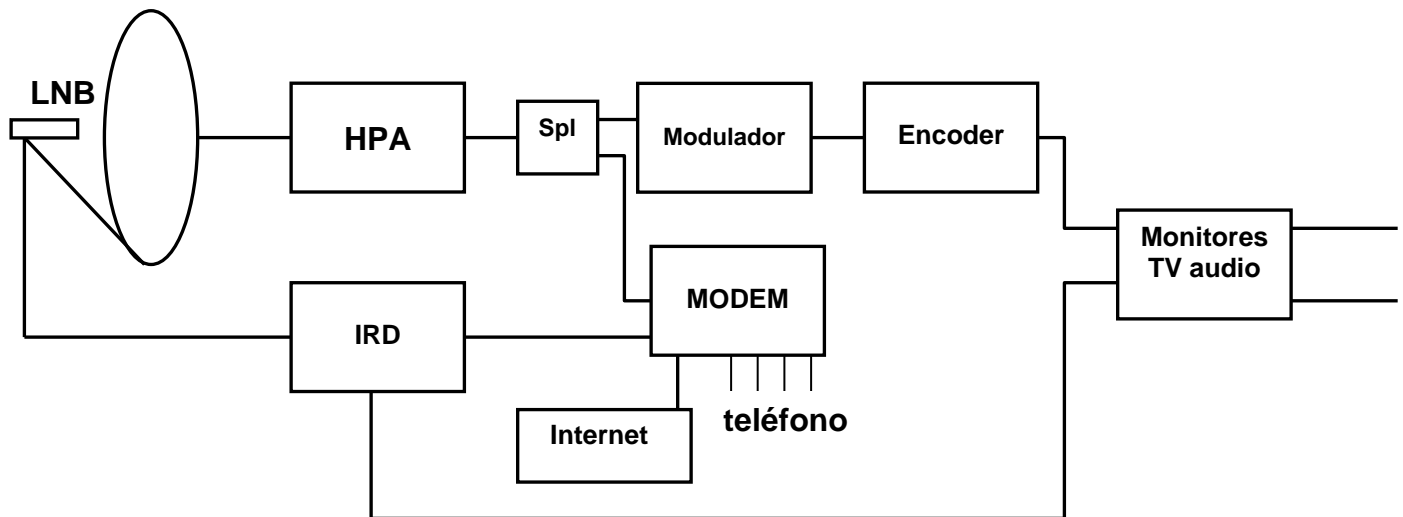 LNB
HPA
Spl
Modulador
Encoder
Monitores
TV audio
MODEM
IRD
teléfono
Internet